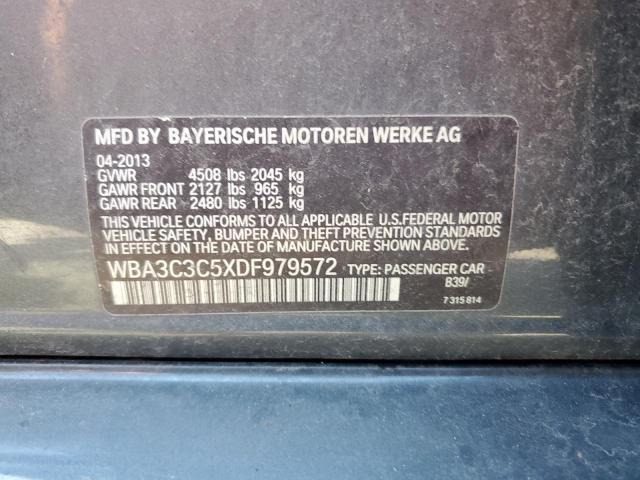 MFD BY BAYERISCHE MOTOREN WERKE AG
04-2013
GVWR 4508 lbs 2045 kg
GAWR FRONT 2127 lbs 965 kg
GAWR REAR 2480 lbs 1125 kg
THIS VEHICLE CONFORMS TO ALL APPLICABLE U.S. FEDERAL MOTOR
VEHICLE SAFETY, BUMPER AND THEFT PREVENTION STANDARDS IN
EFFECT ON THE DATE OF MANUFACTURE SHOWN ABOVE.
WBA3C3C5XDF979572 TYPE: PASSENGER CAR
B39/
7 315 814